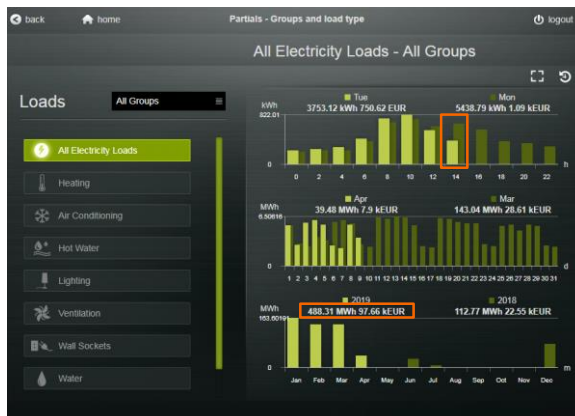 back home Partials - Groups and load type logout
All Electricity Loads - All Groups
Loads All Groups
All Electricity Loads
Heating
Air Conditioning
Hot Water
Lighting
Ventilation
Wall Sockets
Water
Tue Mon
kWh 3753.12 kWh 750.62 EUR 5438.79 kWh 1.09 kEUR
822.01
0 h
0 2 4 6 8 10 12 14 16 18 20 22
Apr Mar
MWh 39.48 MWh 7.9 kEUR 143.04 MWh 28.61 kEUR
6.50616
0 d
1 2 3 4 5 6 7 8 9 10 11 12 13 14 15 16 17 18 19 20 21 22 23 24 25 26 27 28 29 30 31
2019 2018
MWh 488.31 MWh 97.66 kEUR 112.77 MWh 22.55 kEUR
163.60191
0 m
Jan Feb Mar Apr May Jun Jul Aug Sep Oct Nov Dec